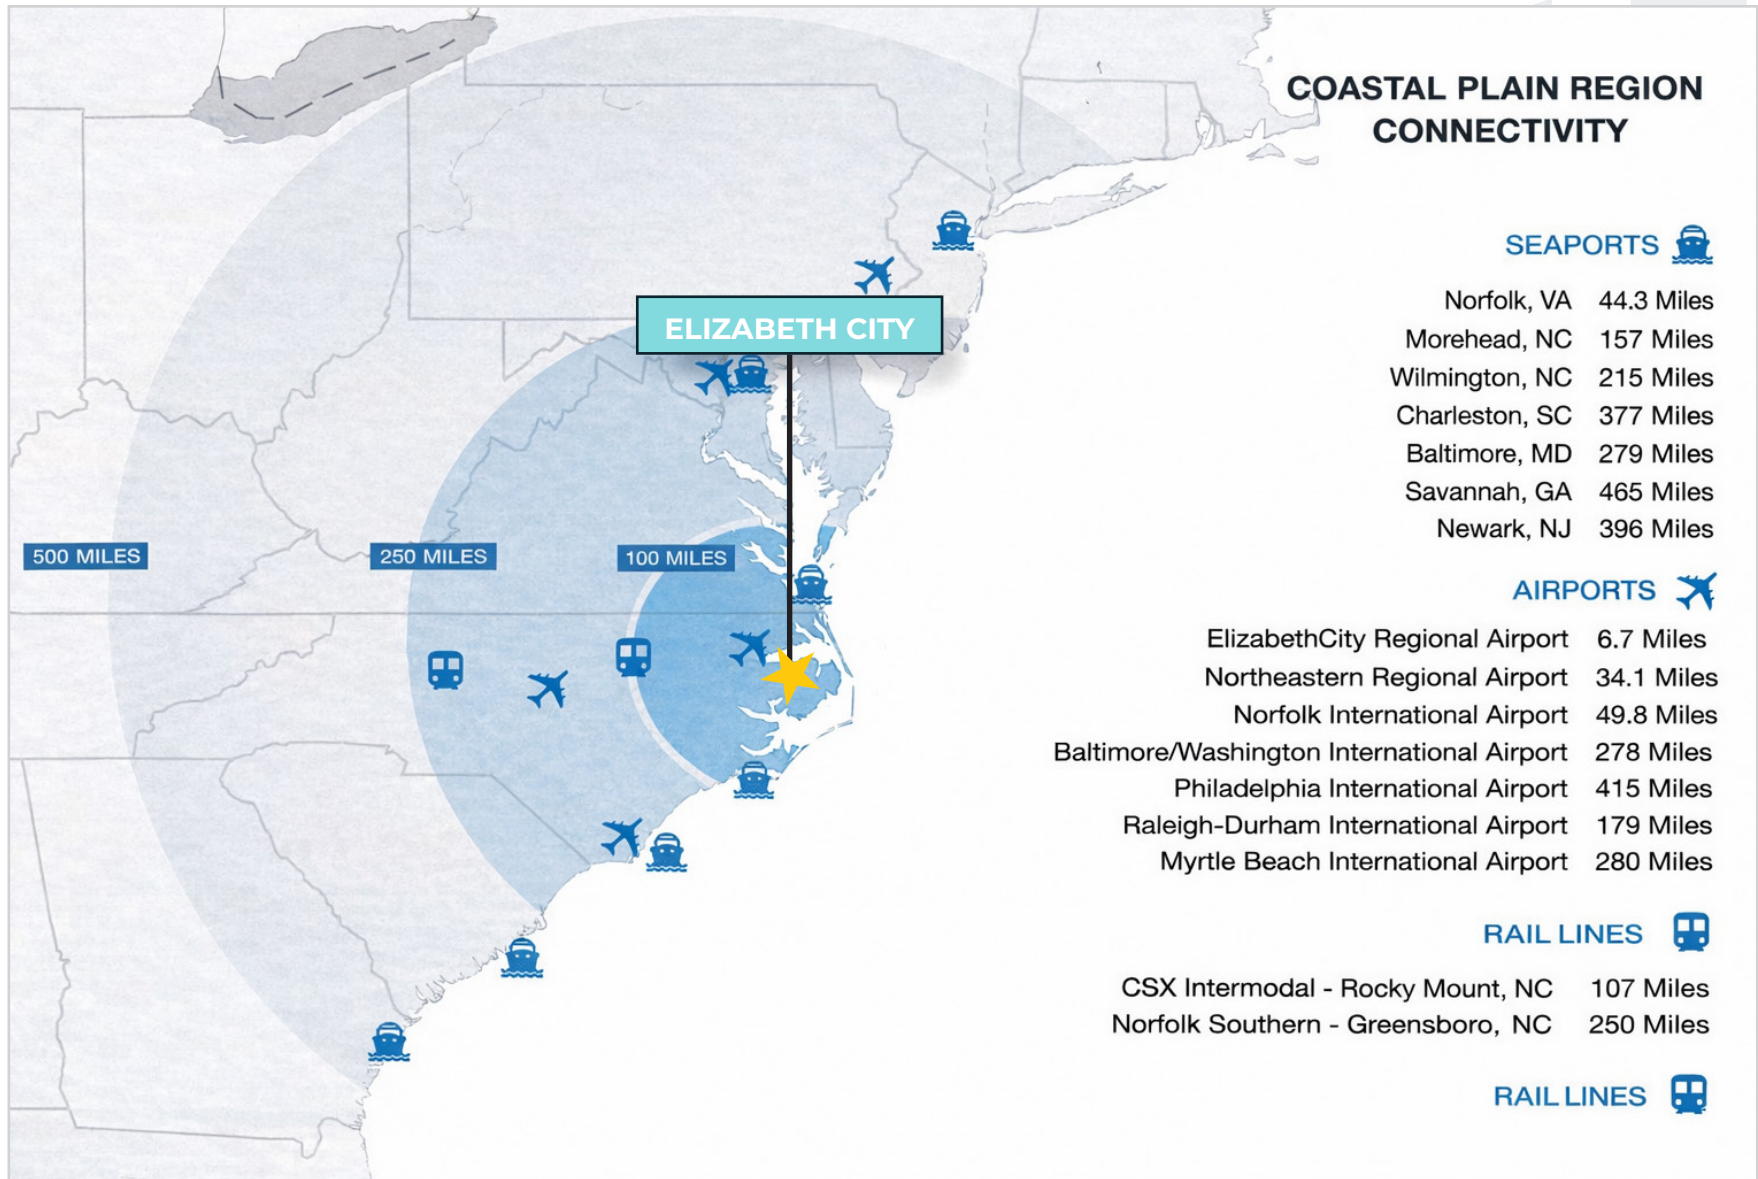 COASTAL PLAIN REGION
CONNECTIVITY
ELIZABETH CITY
500 MILES
250 MILES
100 MILES
SEAPORTS
Norfolk, VA 44.3 Miles
Morehead, NC 157 Miles
Wilmington, NC 215 Miles
Charleston, SC 377 Miles
Baltimore, MD 279 Miles
Savannah, GA 465 Miles
Newark, NJ 396 Miles
AIRPORTS
ElizabethCity Regional Airport 6.7 Miles
Northeastern Regional Airport 34.1 Miles
Norfolk International Airport 49.8 Miles
Baltimore/Washington International Airport 278 Miles
Philadelphia International Airport 415 Miles
Raleigh-Durham International Airport 179 Miles
Myrtle Beach International Airport 280 Miles
RAIL LINES
CSX Intermodal - Rocky Mount, NC 107 Miles
Norfolk Southern - Greensboro, NC 250 Miles
RAIL LINES